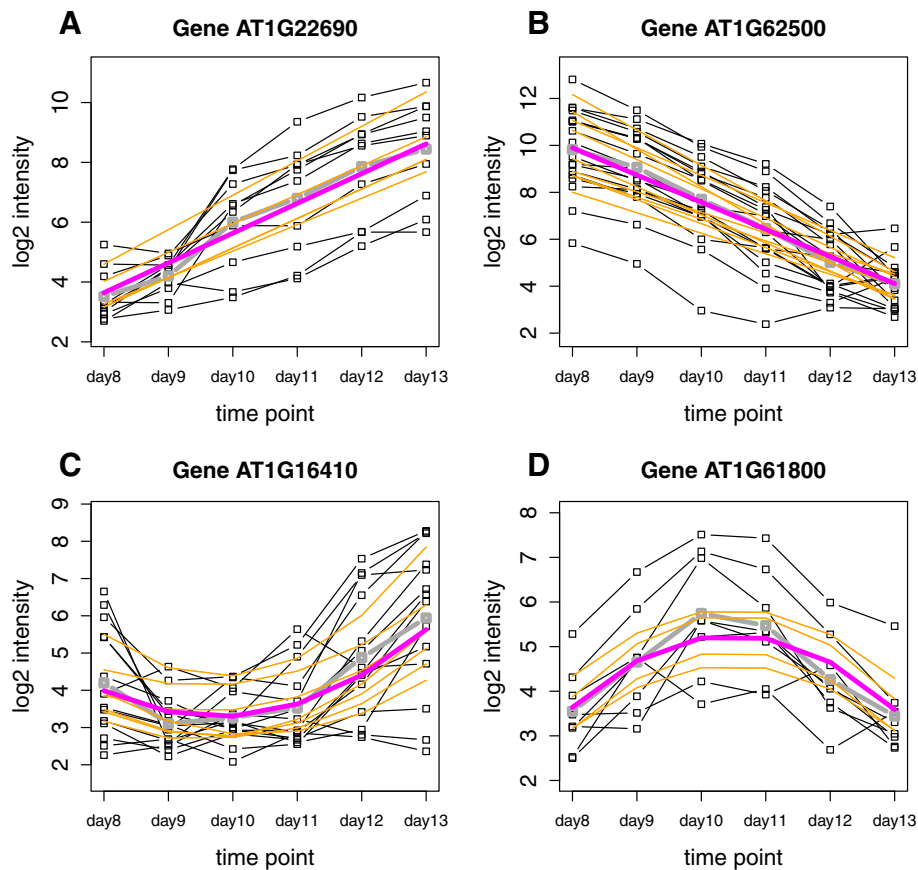 A
Gene AT1G22690
log2 intensity
10
8
6
4
2
day8 day9 day10 day11 day12 day13
time point
B
Gene AT1G62500
log2 intensity
12
10
8
6
4
2
day8 day9 day10 day11 day12 day13
time point
C
Gene AT1G16410
log2 intensity
9
8
7
6
5
4
3
2
day8 day9 day10 day11 day12 day13
time point
D
Gene AT1G61800
log2 intensity
8
7
6
5
4
3
2
day8 day9 day10 day11 day12 day13
time point